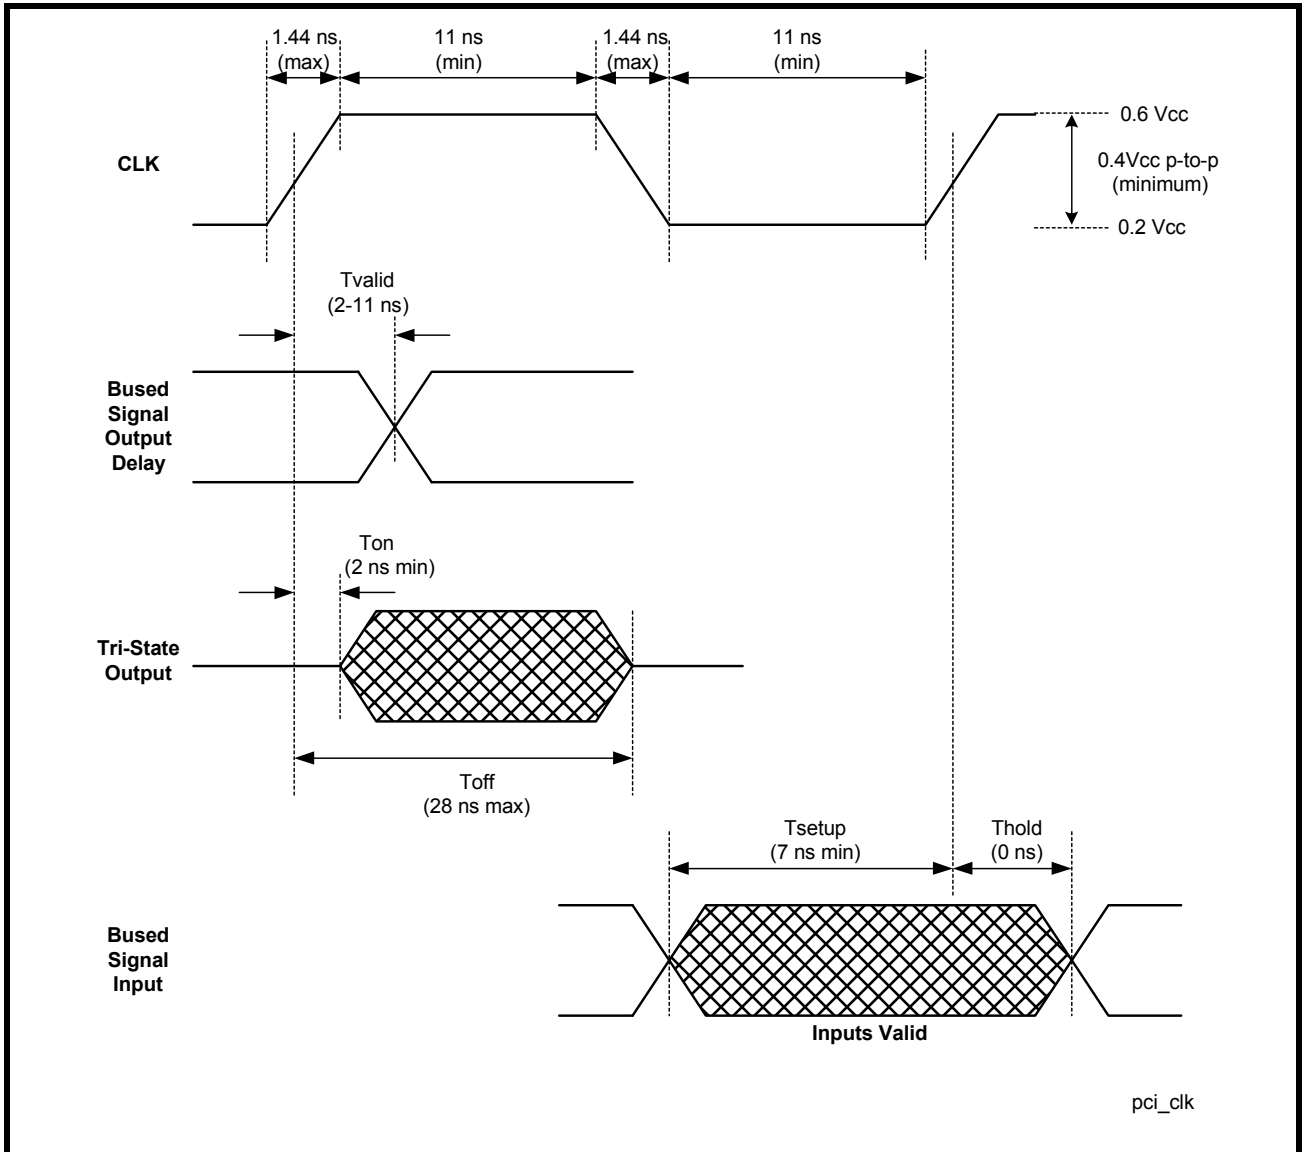 1.44 ns
(max)
11 ns
(min)
1.44 ns
(max)
11 ns
(min)
0.6 Vcc
CLK
0.4Vcc p-to-p
(minimum)
0.2 Vcc
Tvalid
(2-11 ns)
Bused
Signal
Output
Delay
Ton
(2 ns min)
Tri-State
Output
Toff
(28 ns max)
Tsetup
(7 ns min)
Thold
(0 ns)
Bused
Signal
Input
Inputs Valid
pci_clk